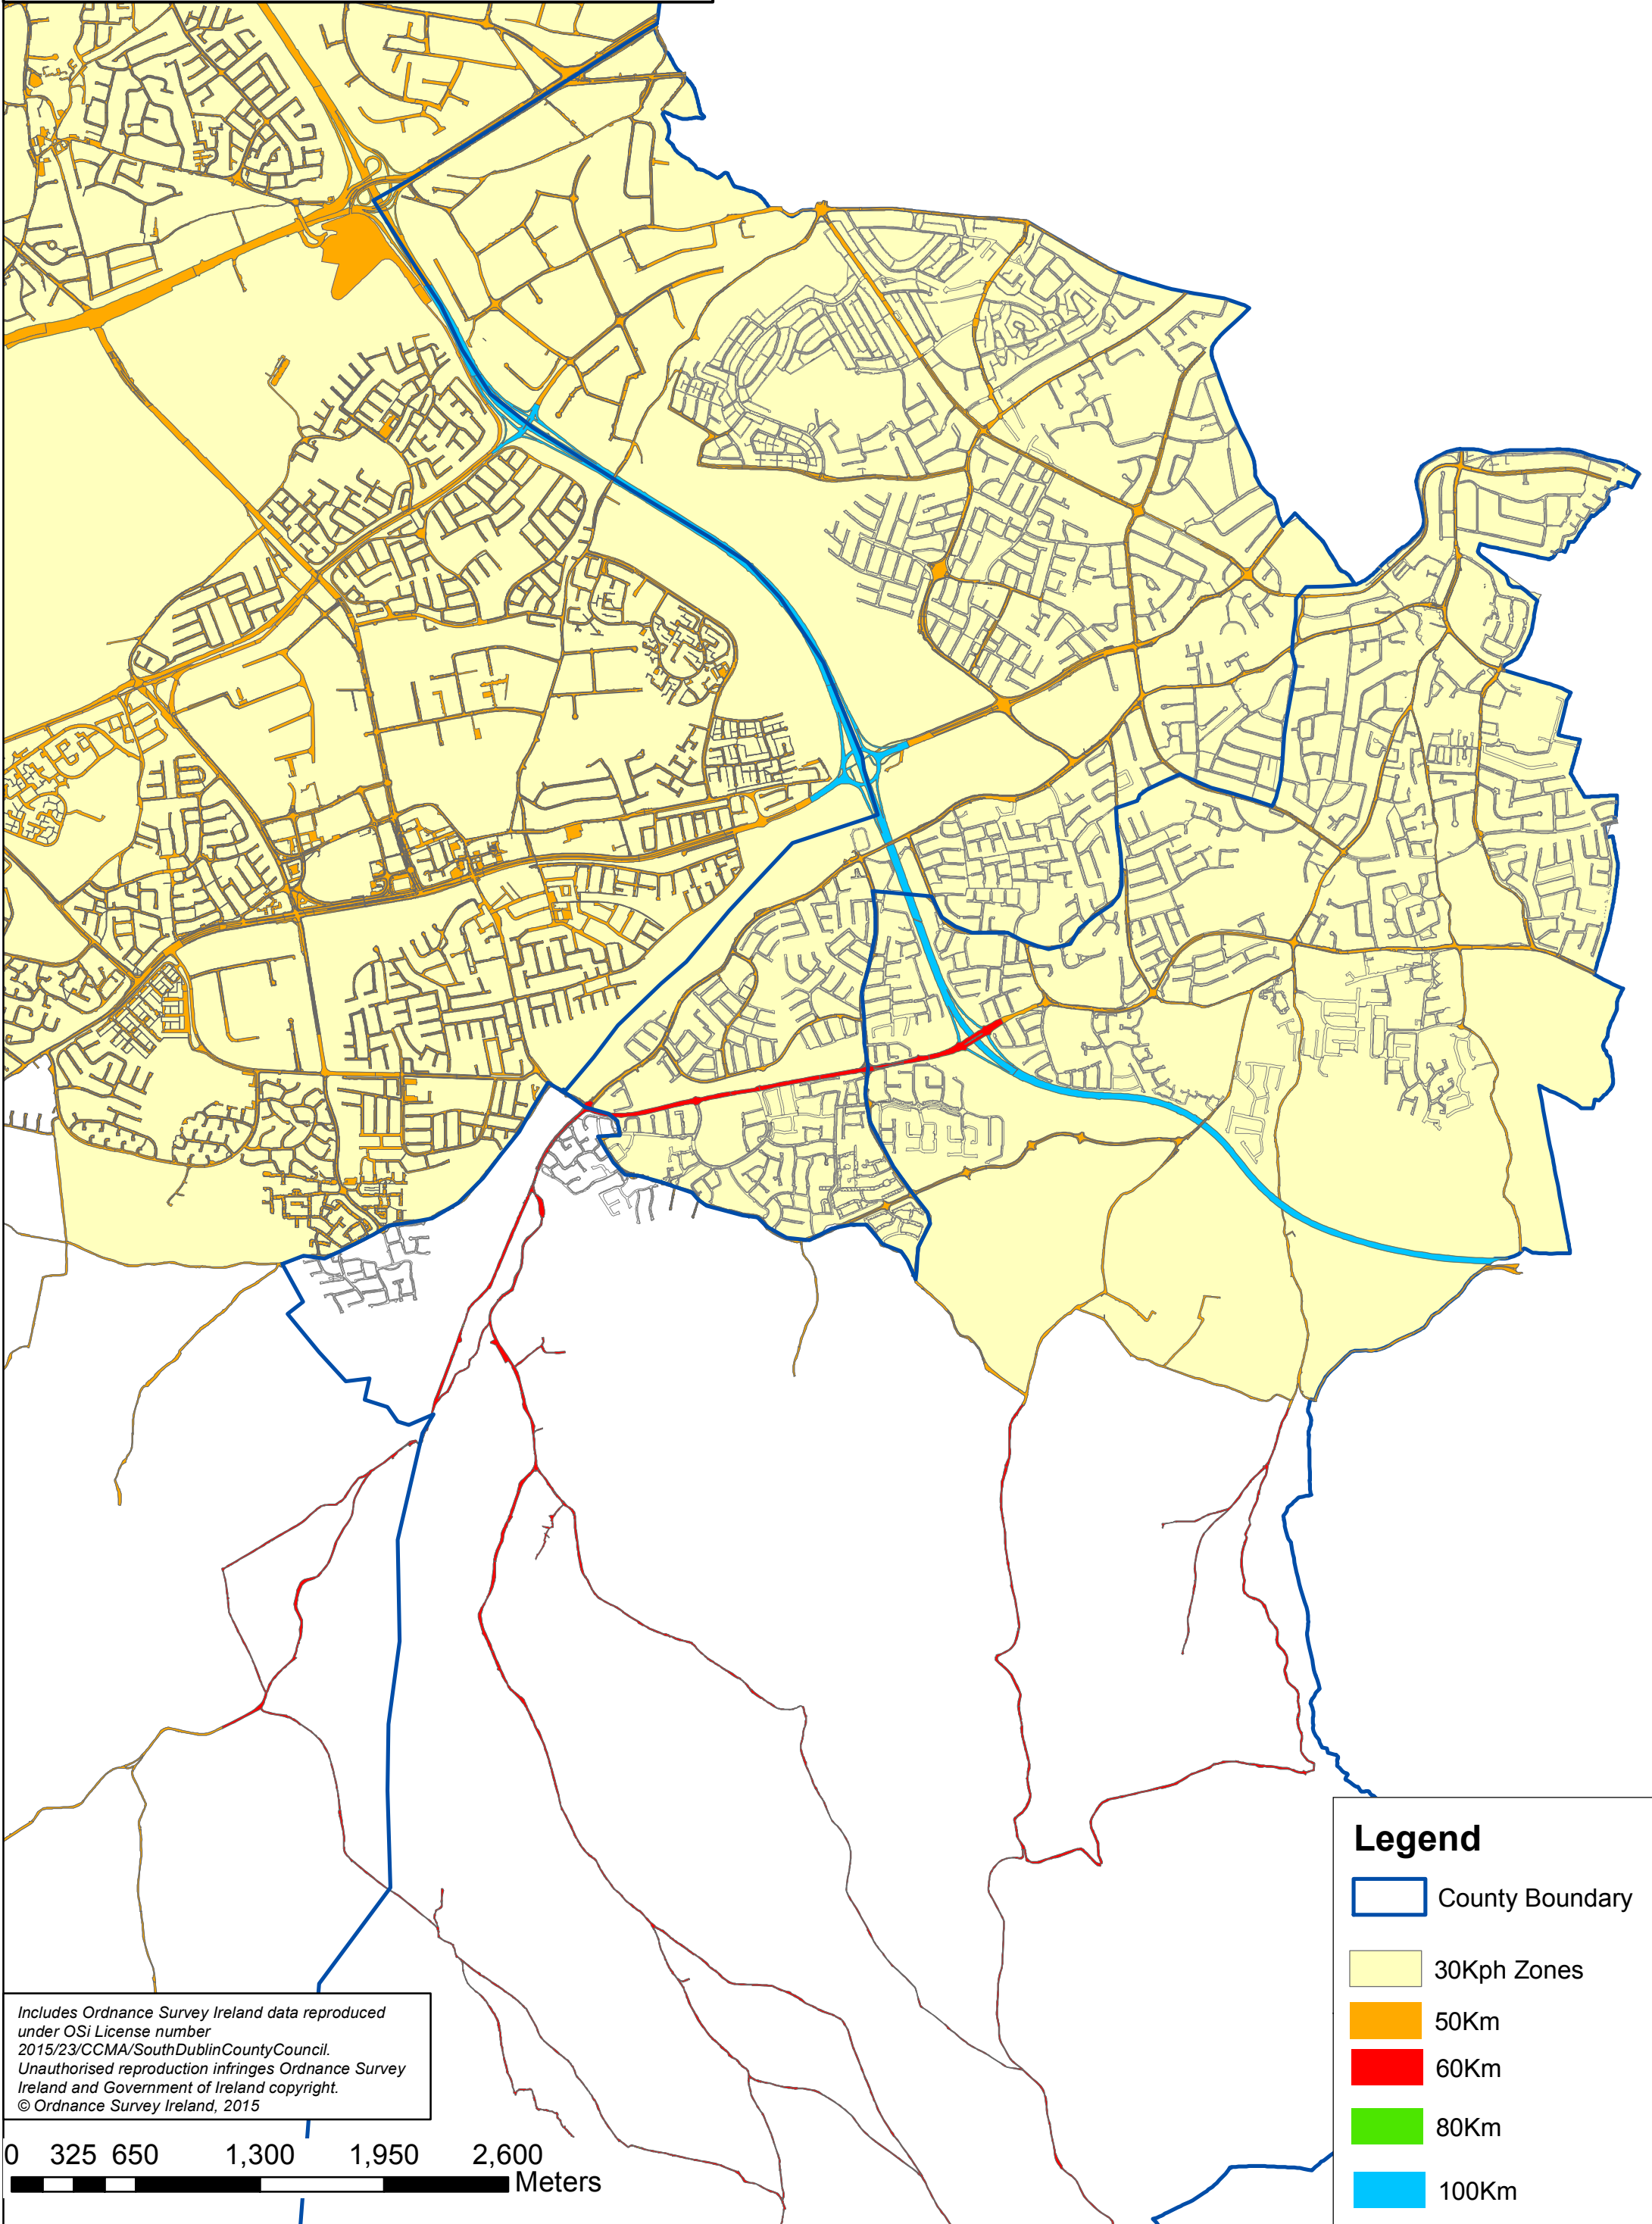 Legend
County Boundary
30Kph Zones
50Km
60Km
80Km
100Km
Includes Ordnance Survey Ireland data reproduced
under OSi License number
2015/23/CCMA/SouthDublinCountyCouncil.
Unauthorised reproduction infringes Ordnance Survey
Ireland and Government of Ireland copyright.
© Ordnance Survey Ireland, 2015
0 325 650 1,300 1,950 2,600
Meters